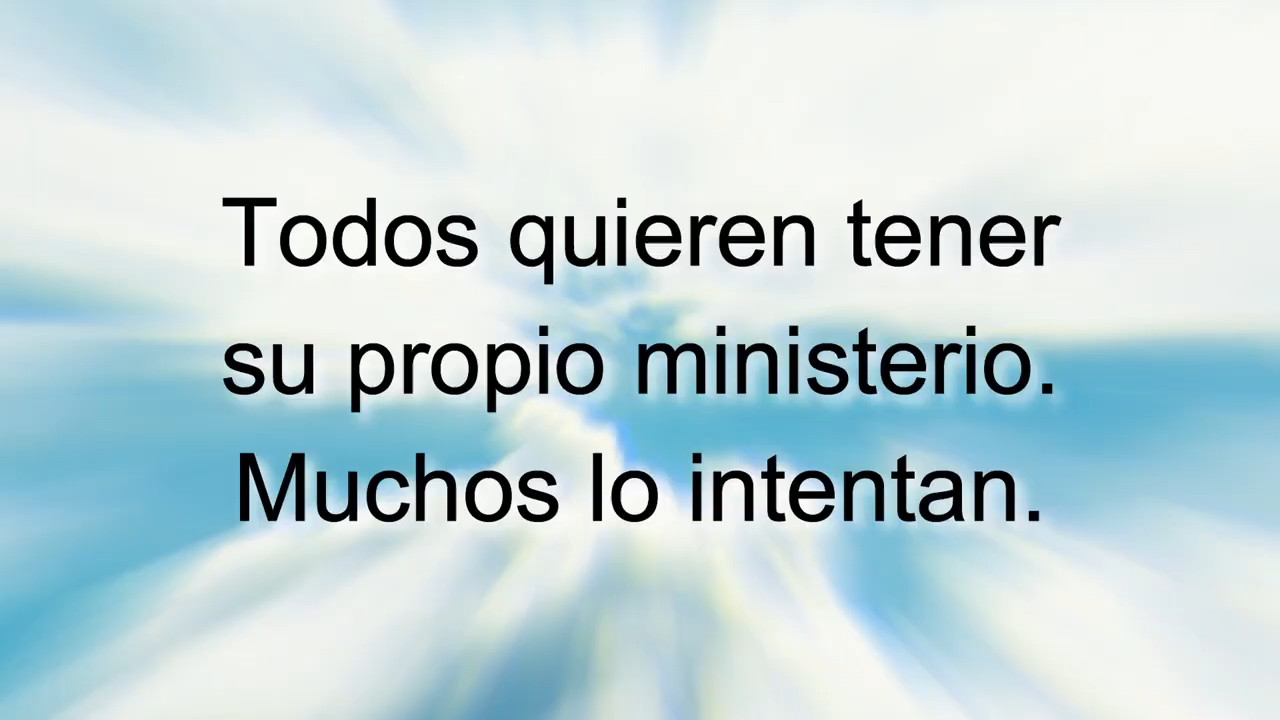 Todos quieren tener
su propio ministerio.
Muchos lo intentan.